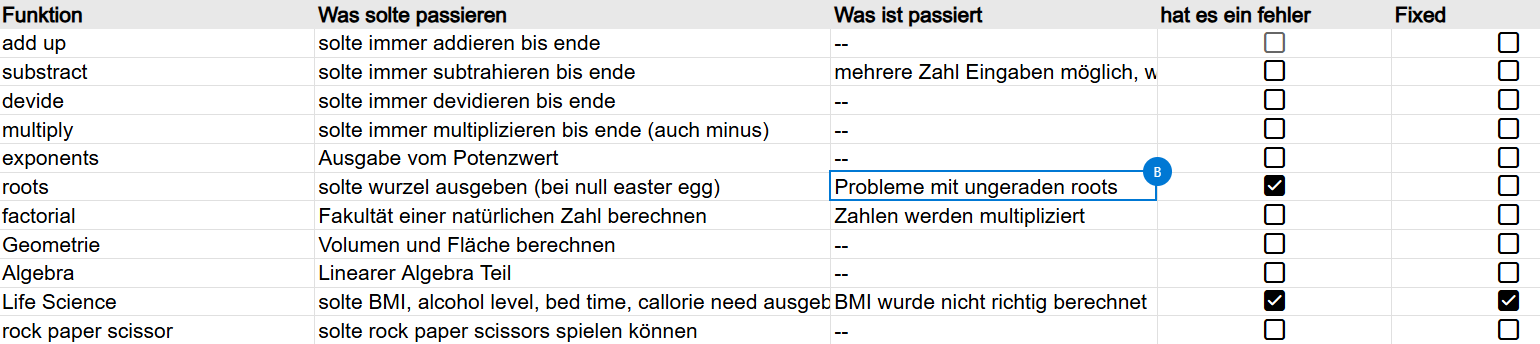 Funktion Was solte passieren Was ist passiert hat es ein fehler Fixed
add up solte immer addieren bis ende --
substract solte immer subtrahieren bis ende mehrere Zahl Eingaben möglich, w
devide solte immer devidieren bis ende --
multiply solte immer multiplizieren bis ende (auch minus) --
exponents Ausgabe vom Potenzwert --
B
roots solte wurzel ausgeben (bei null easter egg) Probleme mit ungeraden roots
factorial Fakultät einer natürlichen Zahl berechnen Zahlen werden multipliziert
Geometrie Volumen und Fläche berechnen --
Algebra Linearer Algebra Teil --
Life Science solte BMI, alcohol level, bed time, callorie need ausgeb BMI wurde nicht richtig berechnet
rock paper scissor solte rock paper scissors spielen können --